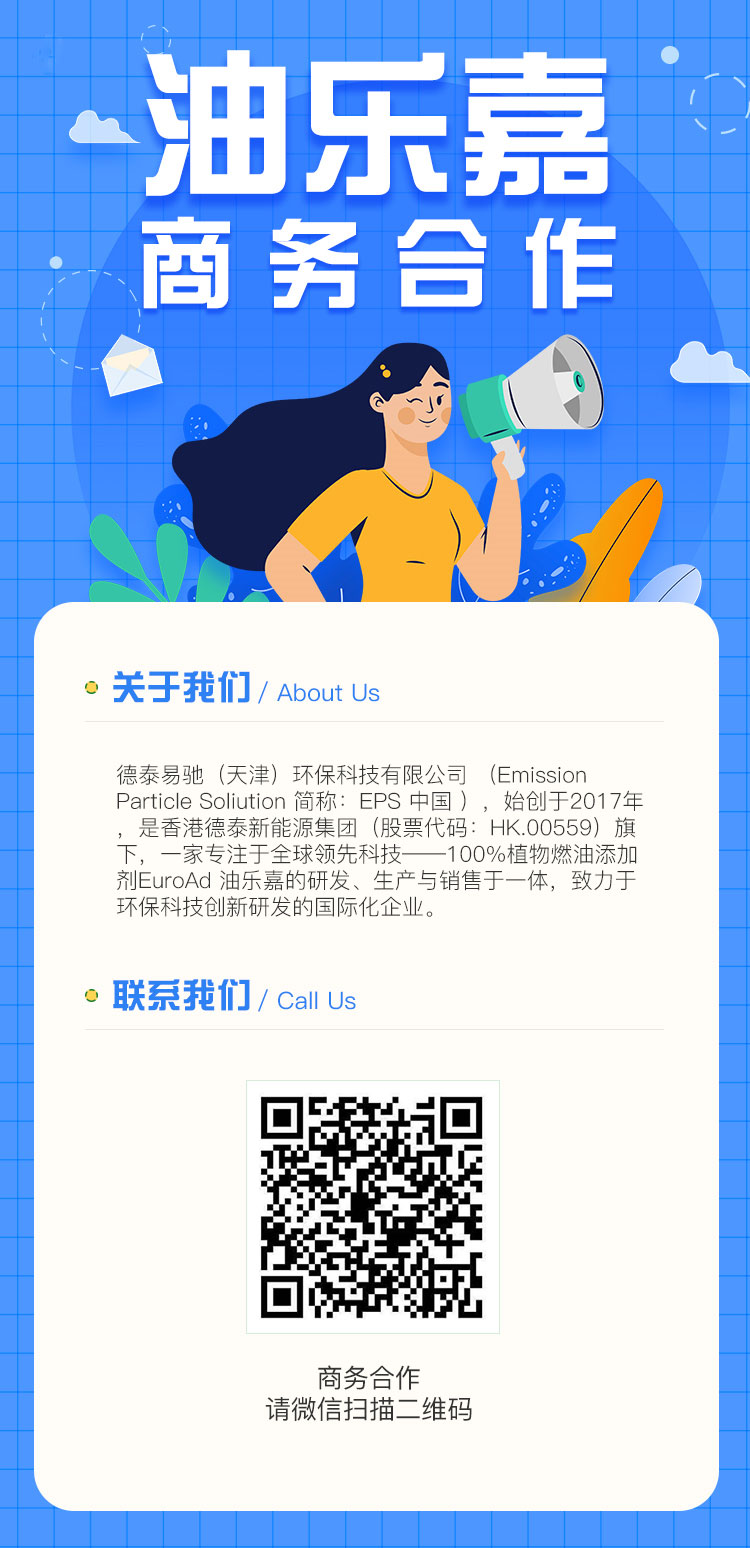 油乐嘉
商务合作
关于我们 / About Us
德泰易驰（天津）环保科技有限公司 （Emission
Particle Soliution 简称：EPS 中国 ），始创于2017年
，是香港德泰新能源集团（股票代码：HK.00559）旗
下，一家专注于全球领先科技——100%植物燃油添加
剂EuroAd 油乐嘉的研发、生产与销售于一体，致力于
环保科技创新研发的国际化企业。
联系我们 / Call Us
商务合作
请微信扫描二维码